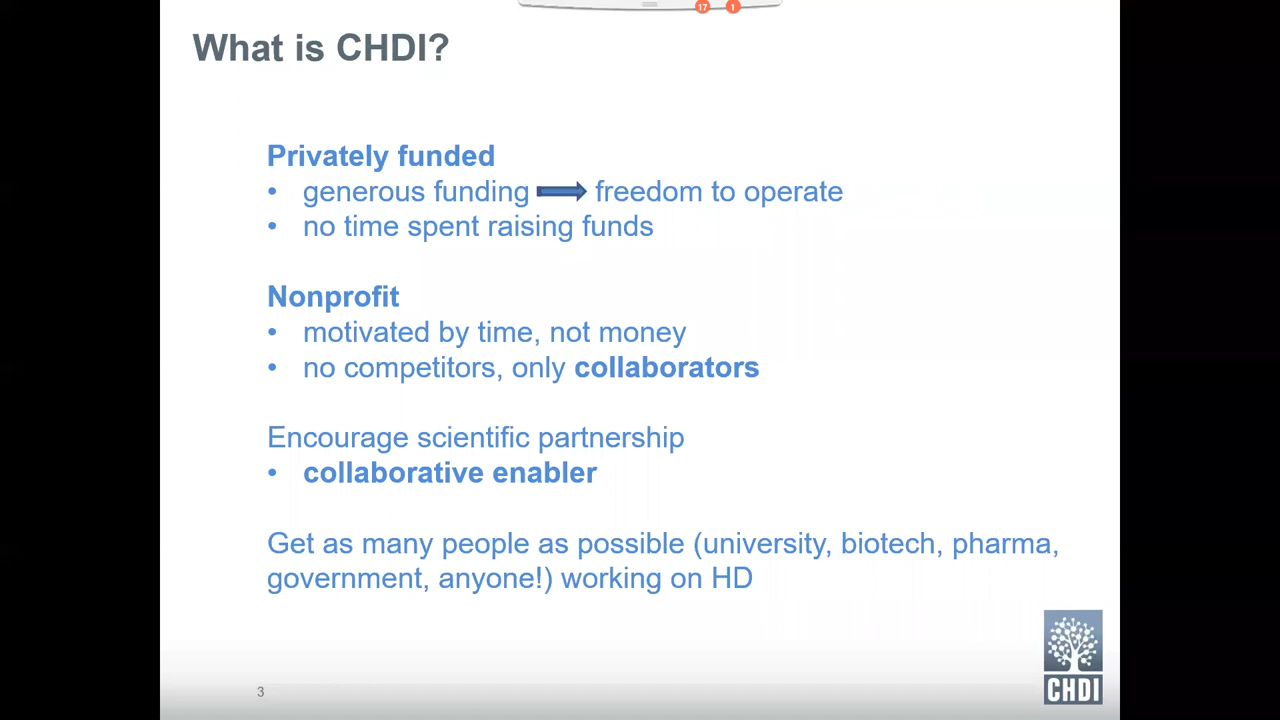 17 1
What is CHDI?
Privately funded
• generous funding freedom to operate
• no time spent raising funds
Nonprofit
• motivated by time, not money
• no competitors, only collaborators
Encourage scientific partnership
• collaborative enabler
Get as many people as possible (university, biotech, pharma,
government, anyone!) working on HD
3
CHDI